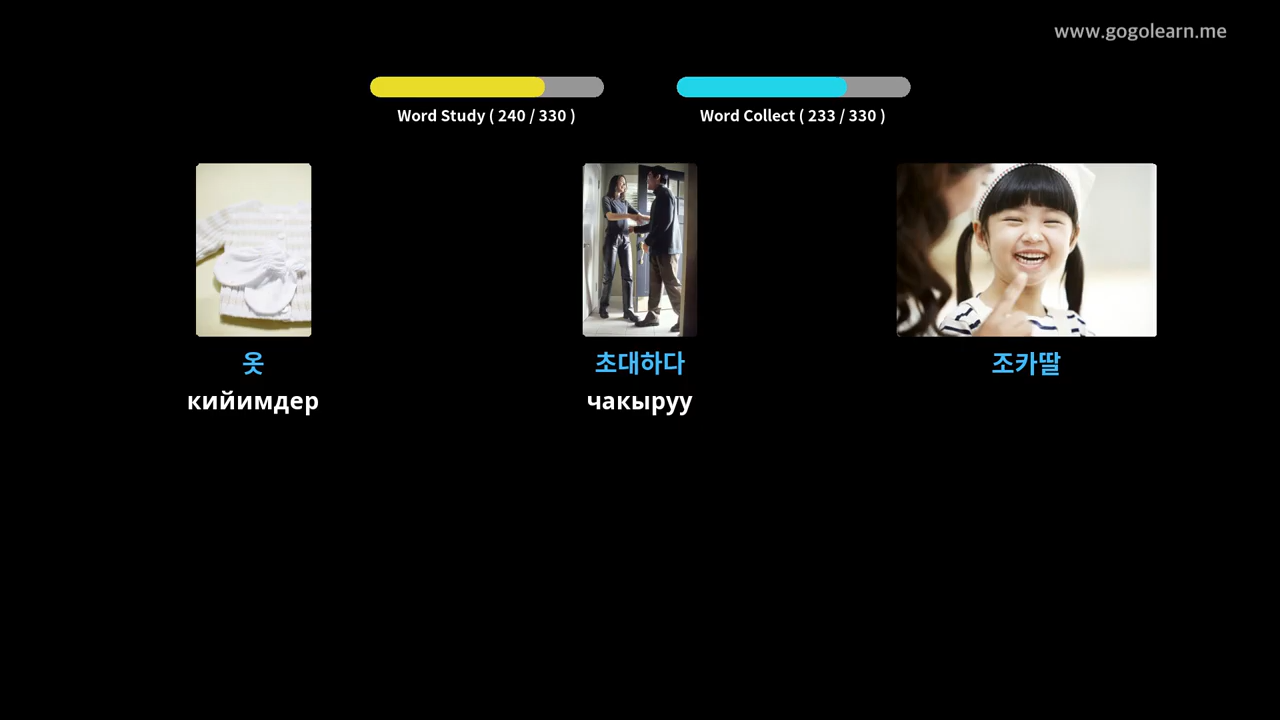 www.gogolearn.me
Word Study ( 240 / 330 )
Word Collect ( 233 / 330 )
옷
кийимдер
초대하다
чакыруу
조카딸